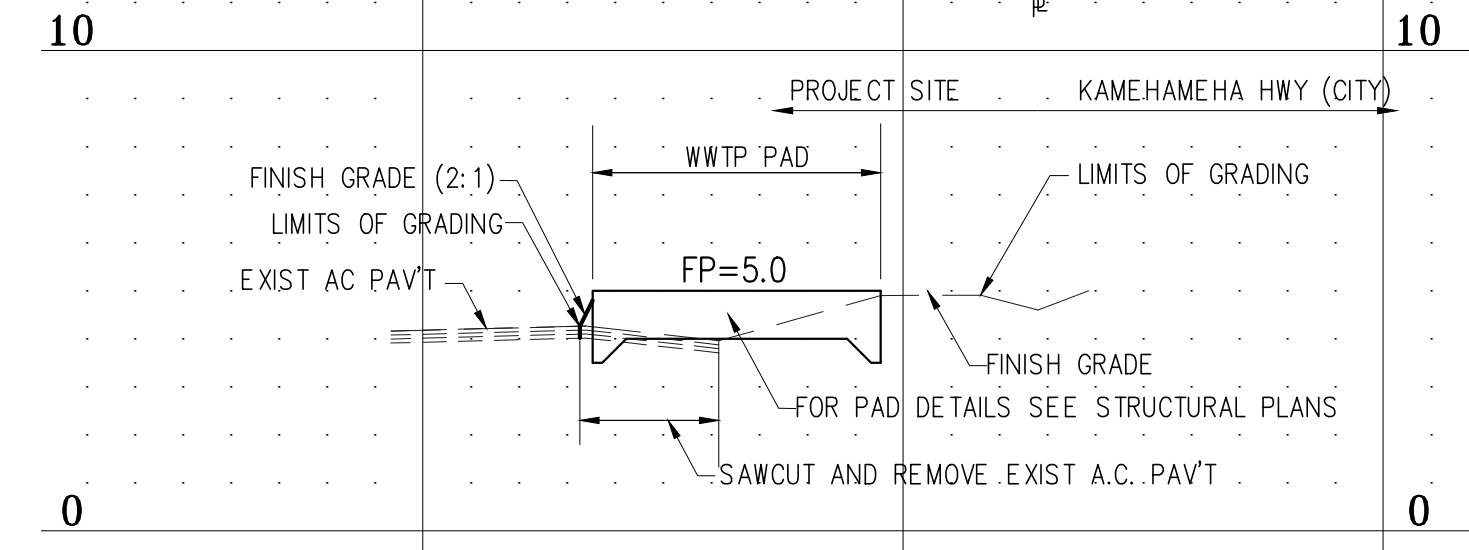 PL
10 10
PROJECT SITE KAMEHAMEHA HWY (CITY)
WWTP PAD
FINISH GRADE (2:1)
LIMITS OF GRADING
LIMITS OF GRADING
EXIST AC PAV'T
FP=5.0
FINISH GRADE
FOR PAD DETAILS SEE STRUCTURAL PLANS
SAWCUT AND REMOVE EXIST A.C. PAV'T
0 0